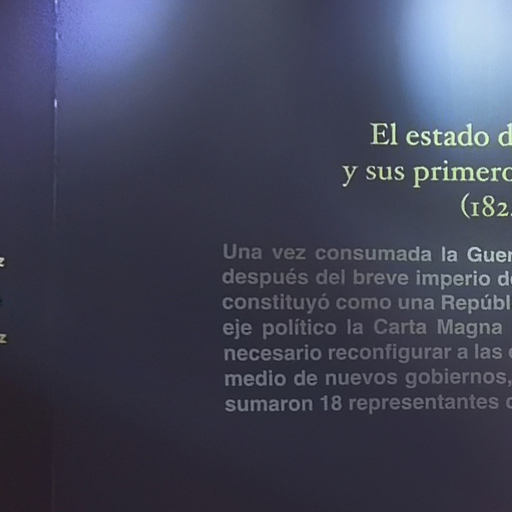 El estado d
y sus primero
(182
Una vez consumada la Guer
después del breve imperio d
constituyó como una Repúbl
eje político la Carta Magna
necesario reconfigurar a las
medio de nuevos gobiernos,
sumaron 18 representantes
z
z